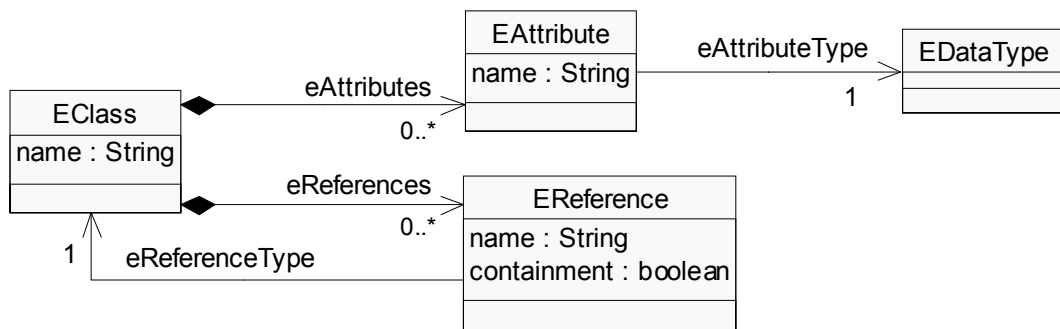 EAttribute
name : String
eAttributeType
1
EDataType
eAttributes
0..*
EClass
name : String
eReferences
0..*
EReference
name : String
containment : boolean
1
eReferenceType